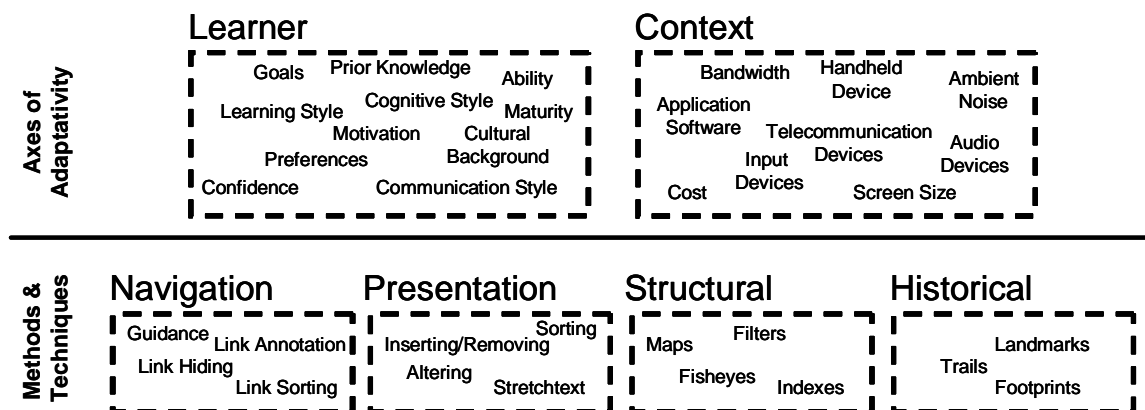 Axes of
Adaptativity
Learner
Goals
Prior Knowledge
Ability
Learning Style
Cognitive Style
Maturity
Motivation
Cultural
Background
Preferences
Confidence
Communication Style
Context
Bandwidth
Handheld
Device
Ambient
Noise
Application
Software
Telecommunication
Devices
Audio
Devices
Input
Devices
Cost
Screen Size
Methods &
Techniques
Navigation
Guidance
Link Annotation
Link Hiding
Link Sorting
Presentation
Sorting
Inserting/Removing
Altering
Stretchtext
Structural
Maps
Filters
Fisheyes
Indexes
Historical
Landmarks
Trails
Footprints